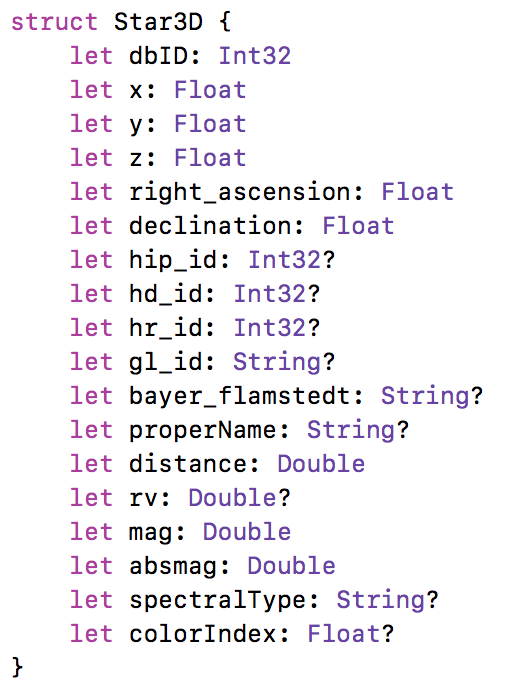 struct Star3D {
    let dbID: Int32
    let x: Float
    let y: Float
    let z: Float
    let right_ascension: Float
    let declination: Float
    let hip_id: Int32?
    let hd_id: Int32?
    let hr_id: Int32?
    let gl_id: String?
    let bayer_flamstedt: String?
    let properName: String?
    let distance: Double
    let rv: Double?
    let mag: Double
    let absmag: Double
    let spectralType: String?
    let colorIndex: Float?
}